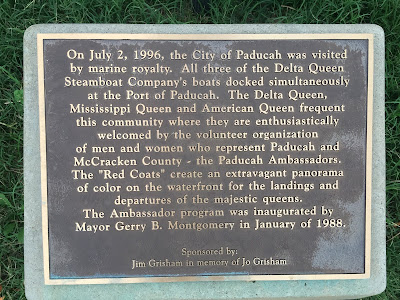 On July 2, 1996, the City of Paducah was visited
by marine royalty. All three of the Delta Queen
Steamboat Company's boats docked simultaneously
at the Port of Paducah. The Delta Queen,
Mississippi Queen and American Queen frequent
this community where they are enthusiastically
welcomed by the volunteer organization
of men and women who represent Paducah and
McCracken County - the Paducah Ambassadors.
The "Red Coats" create an extravagant panorama
of color on the waterfront for the landings and
departures of the majestic queens.
The Ambassador program was inaugurated by
Mayor Gerry B. Montgomery in January of 1988.
Sponsored by:
Jim Grisham in memory of Jo Grisham